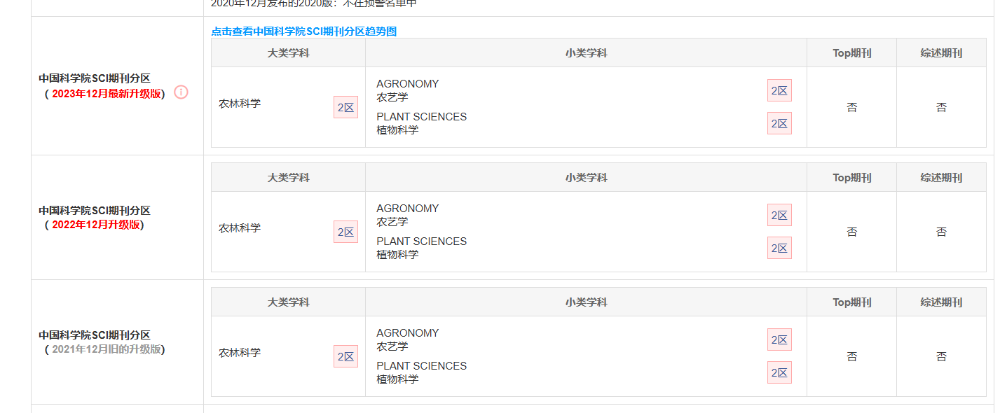 2020年12月发布的2020版：不在预警名单中
点击查看中国科学院SCI期刊分区趋势图
大类学科 小类学科 Top期刊 综述期刊
中国科学院SCI期刊分区
（2023年12月最新升级版）
农林科学 2区
AGRONOMY
农艺学
2区
PLANT SCIENCES
植物科学
2区
否
否
大类学科 小类学科 Top期刊 综述期刊
中国科学院SCI期刊分区
（2022年12月升级版）
农林科学 2区
AGRONOMY
农艺学
2区
PLANT SCIENCES
植物科学
2区
否
否
大类学科 小类学科 Top期刊 综述期刊
中国科学院SCI期刊分区
（2021年12月旧的升级版）
农林科学 2区
AGRONOMY
农艺学
2区
PLANT SCIENCES
植物科学
2区
否
否